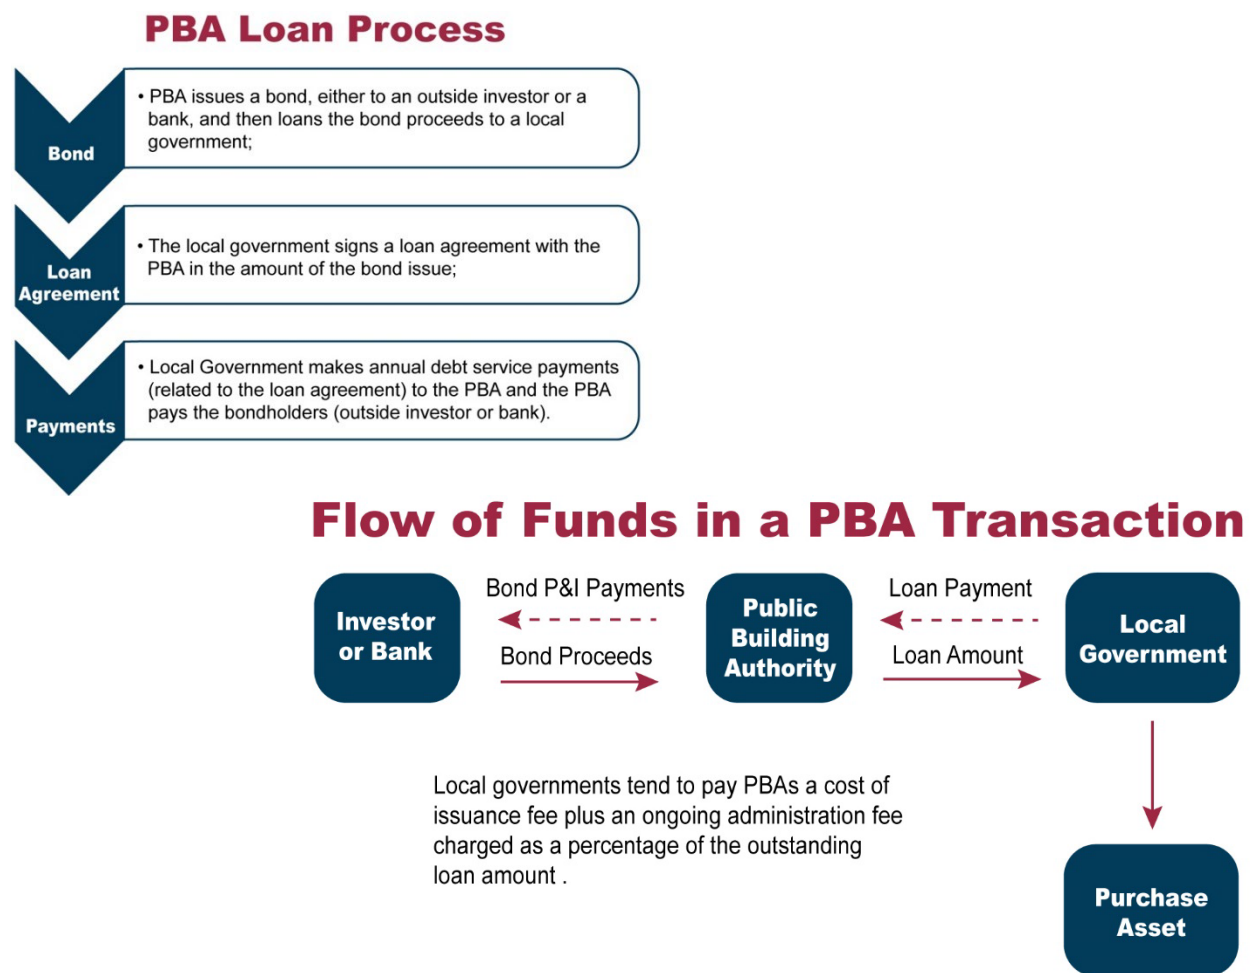 PBA Loan Process
Bond
• PBA issues a bond, either to an outside investor or a
bank, and then loans the bond proceeds to a local
government;
Loan
Agreement
• The local government signs a loan agreement with the
PBA in the amount of the bond issue;
Payments
• Local Government makes annual debt service payments
(related to the loan agreement) to the PBA and the PBA
pays the bondholders (outside investor or bank).
Flow of Funds in a PBA Transaction
Investor
or Bank
Bond P&I Payments
Bond Proceeds
Public
Building
Authority
Loan Payment
Loan Amount
Local
Government
Local governments tend to pay PBAs a cost of
issuance fee plus an ongoing administration fee
charged as a percentage of the outstanding
loan amount .
Purchase
Asset